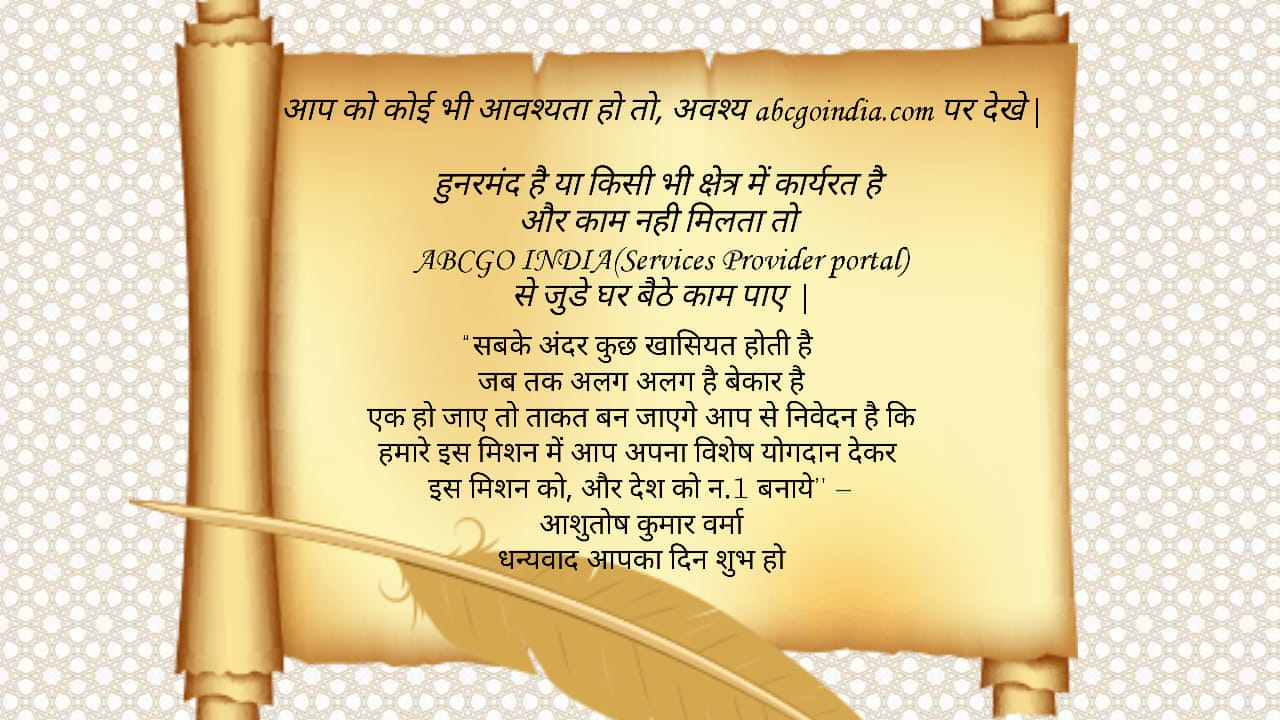 आप को कोई भी आवश्यता हो तो, अवश्य abcgoindia.com पर देखे|
हुनरमंद है या किसी भी क्षेत्र में कार्यरत है
और काम नही मिलता तो
ABCGO INDIA(Services Provider portal)
से जुडे घर बैठे काम पाए |
“सबके अंदर कुछ खासियत होती है
जब तक अलग अलग है बेकार है
एक हो जाए तो ताकत बन जाएगे आप से निवेदन है कि
हमारे इस मिशन में आप अपना विशेष योगदान देकर
इस मिशन को, और देश को न.1 बनाये’’ –
आशुतोष कुमार वर्मा
धन्यवाद आपका दिन शुभ हो